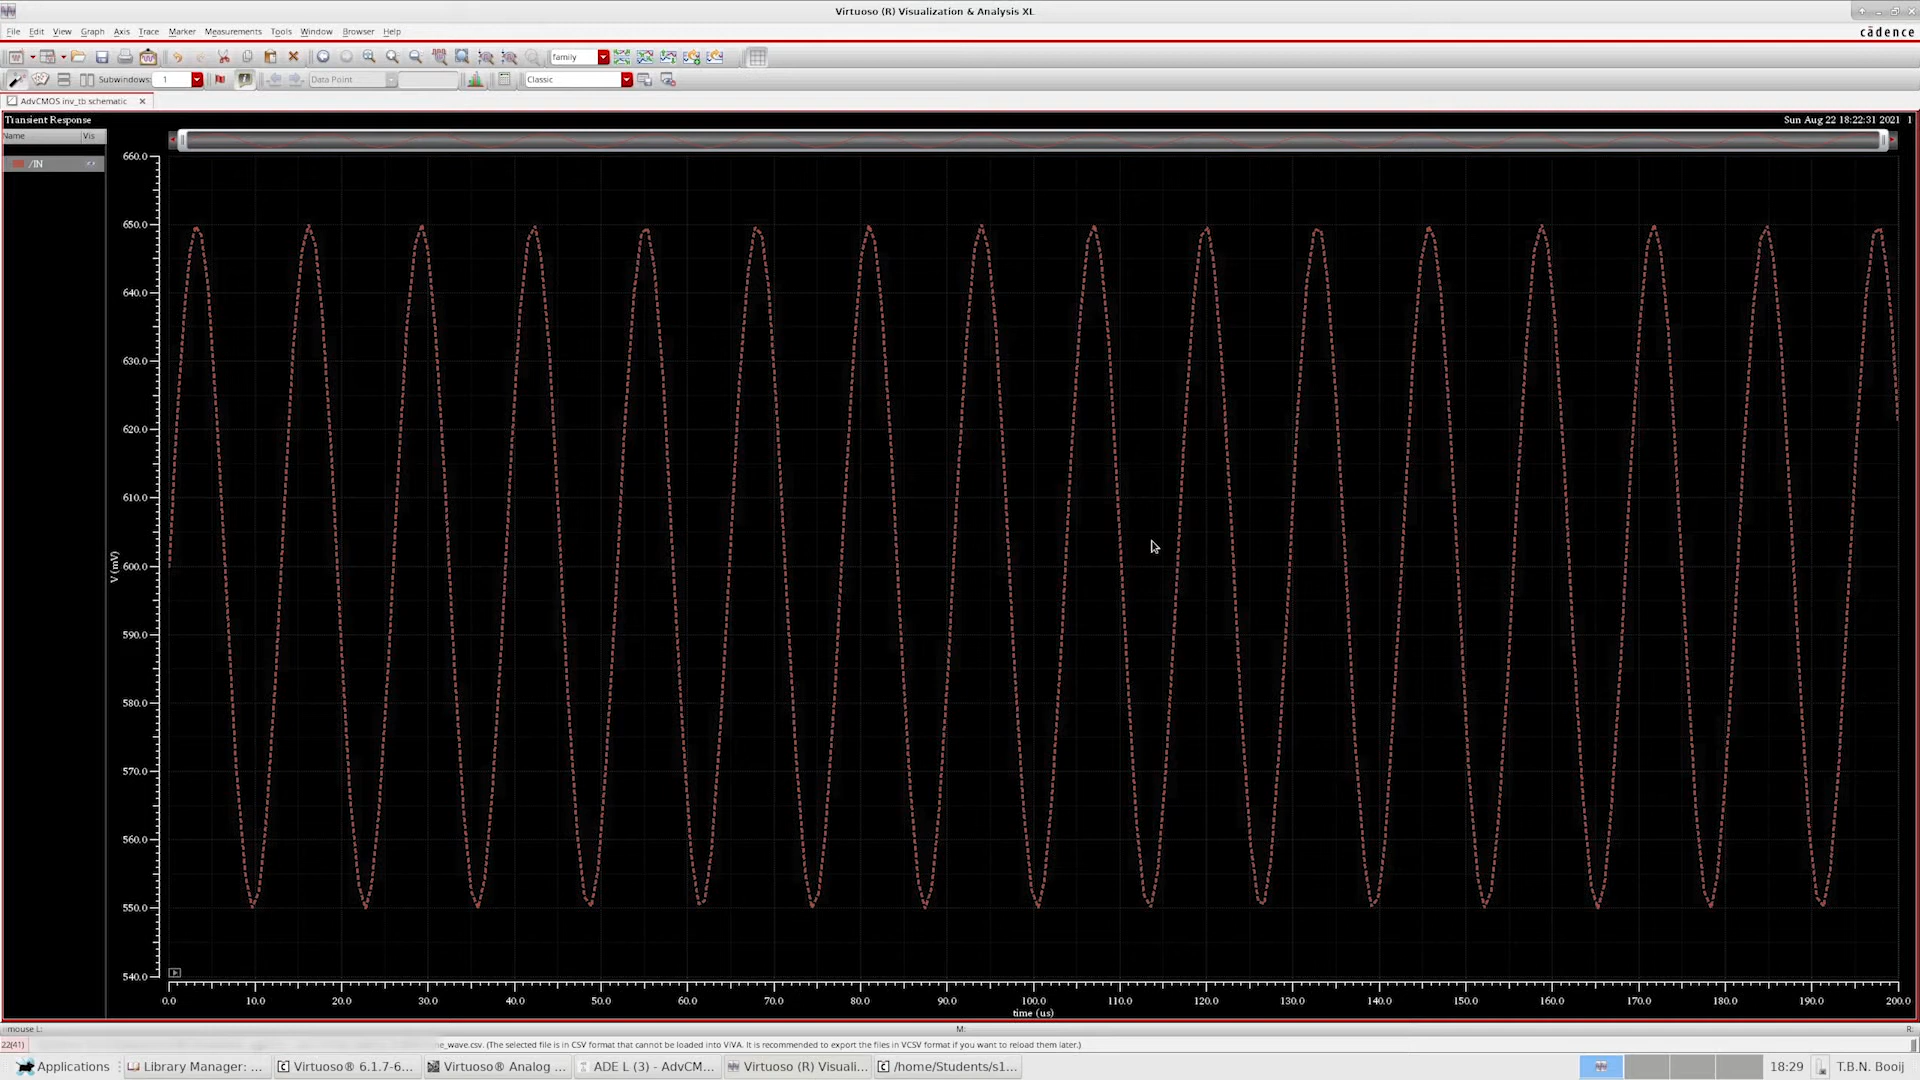 Virtuoso (R) Visualization & Analysis XL
File Edit View Graph Axis Trace Marker Measurements Tools Window Browser Help
cādence
family
Subwindows: 1
Data Point
Classic
AdvCMOS inv_tb schematic
Transient Response
Sun Aug 22 18:22:31 2021 1
Name Vis
/IN
660.0
650.0
640.0
630.0
620.0
610.0
600.0
590.0
580.0
570.0
560.0
550.0
540.0
V (mV)
0.0 10.0 20.0 30.0 40.0 50.0 60.0 70.0 80.0 90.0 100.0 110.0 120.0 130.0 140.0 150.0 160.0 170.0 180.0 190.0 200.0
time (us)
mouse L: M: R:
22(41)
e_wave.csv. (The selected file is in CSV format that cannot be loaded into ViVA. It is recommended to export the files in VCSV format if you want to reload them later.)
Applications
Library Manager: ...
Virtuoso® 6.1.7-6...
Virtuoso® Analog ...
ADE L (3) - AdvCM...
Virtuoso (R) Visuali...
/home/Students/s1...
18:29
T.B.N. Booij